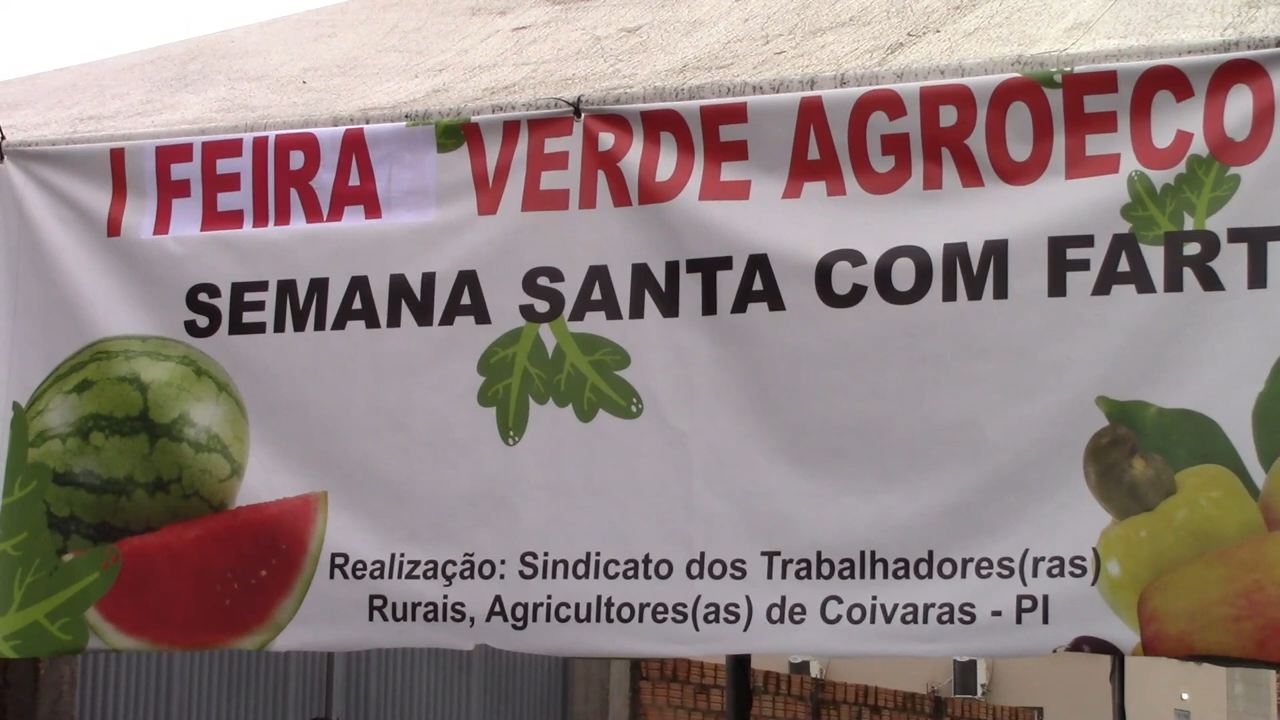 I FEIRA VERDE AGROECO
SEMANA SANTA COM FART
Realização: Sindicato dos Trabalhadores(ras)
Rurais, Agricultores(as) de Coivaras - PI